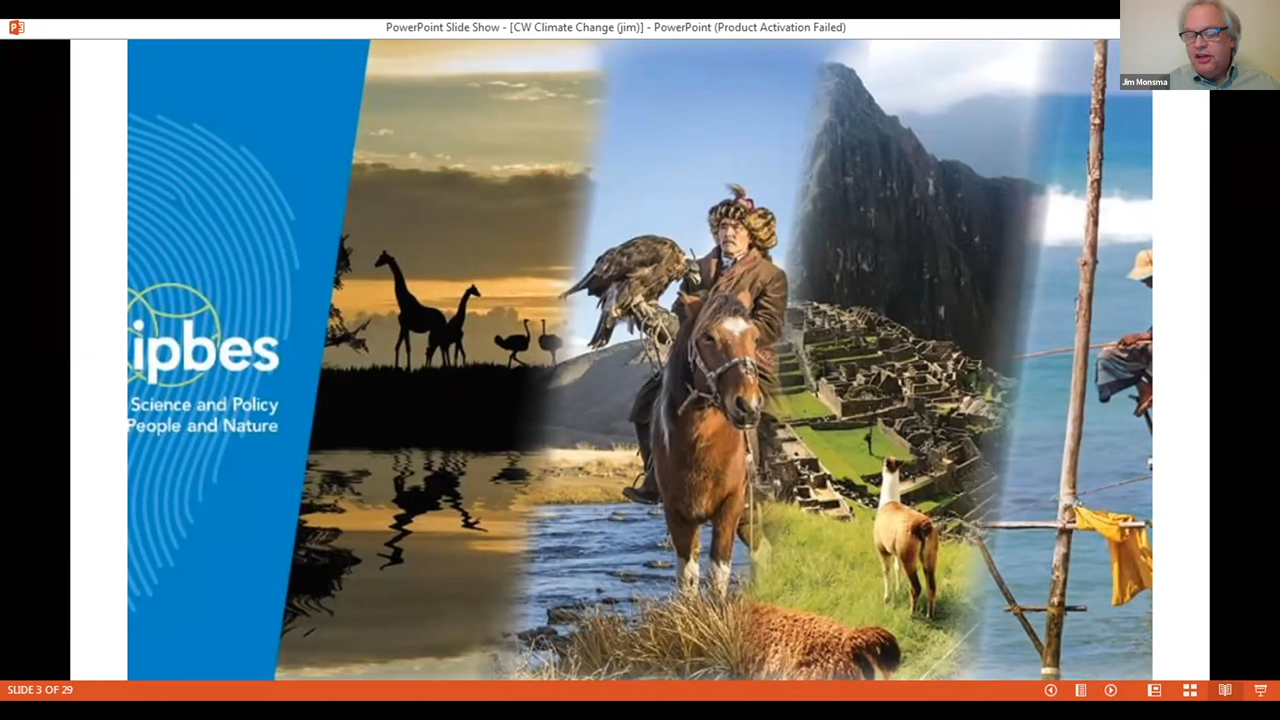 PowerPoint Slide Show - [CW Climate Change (jim)] - PowerPoint (Product Activation Failed)
Jim Monsma
ipbes
Science and Policy
People and Nature
SLIDE 3 OF 29